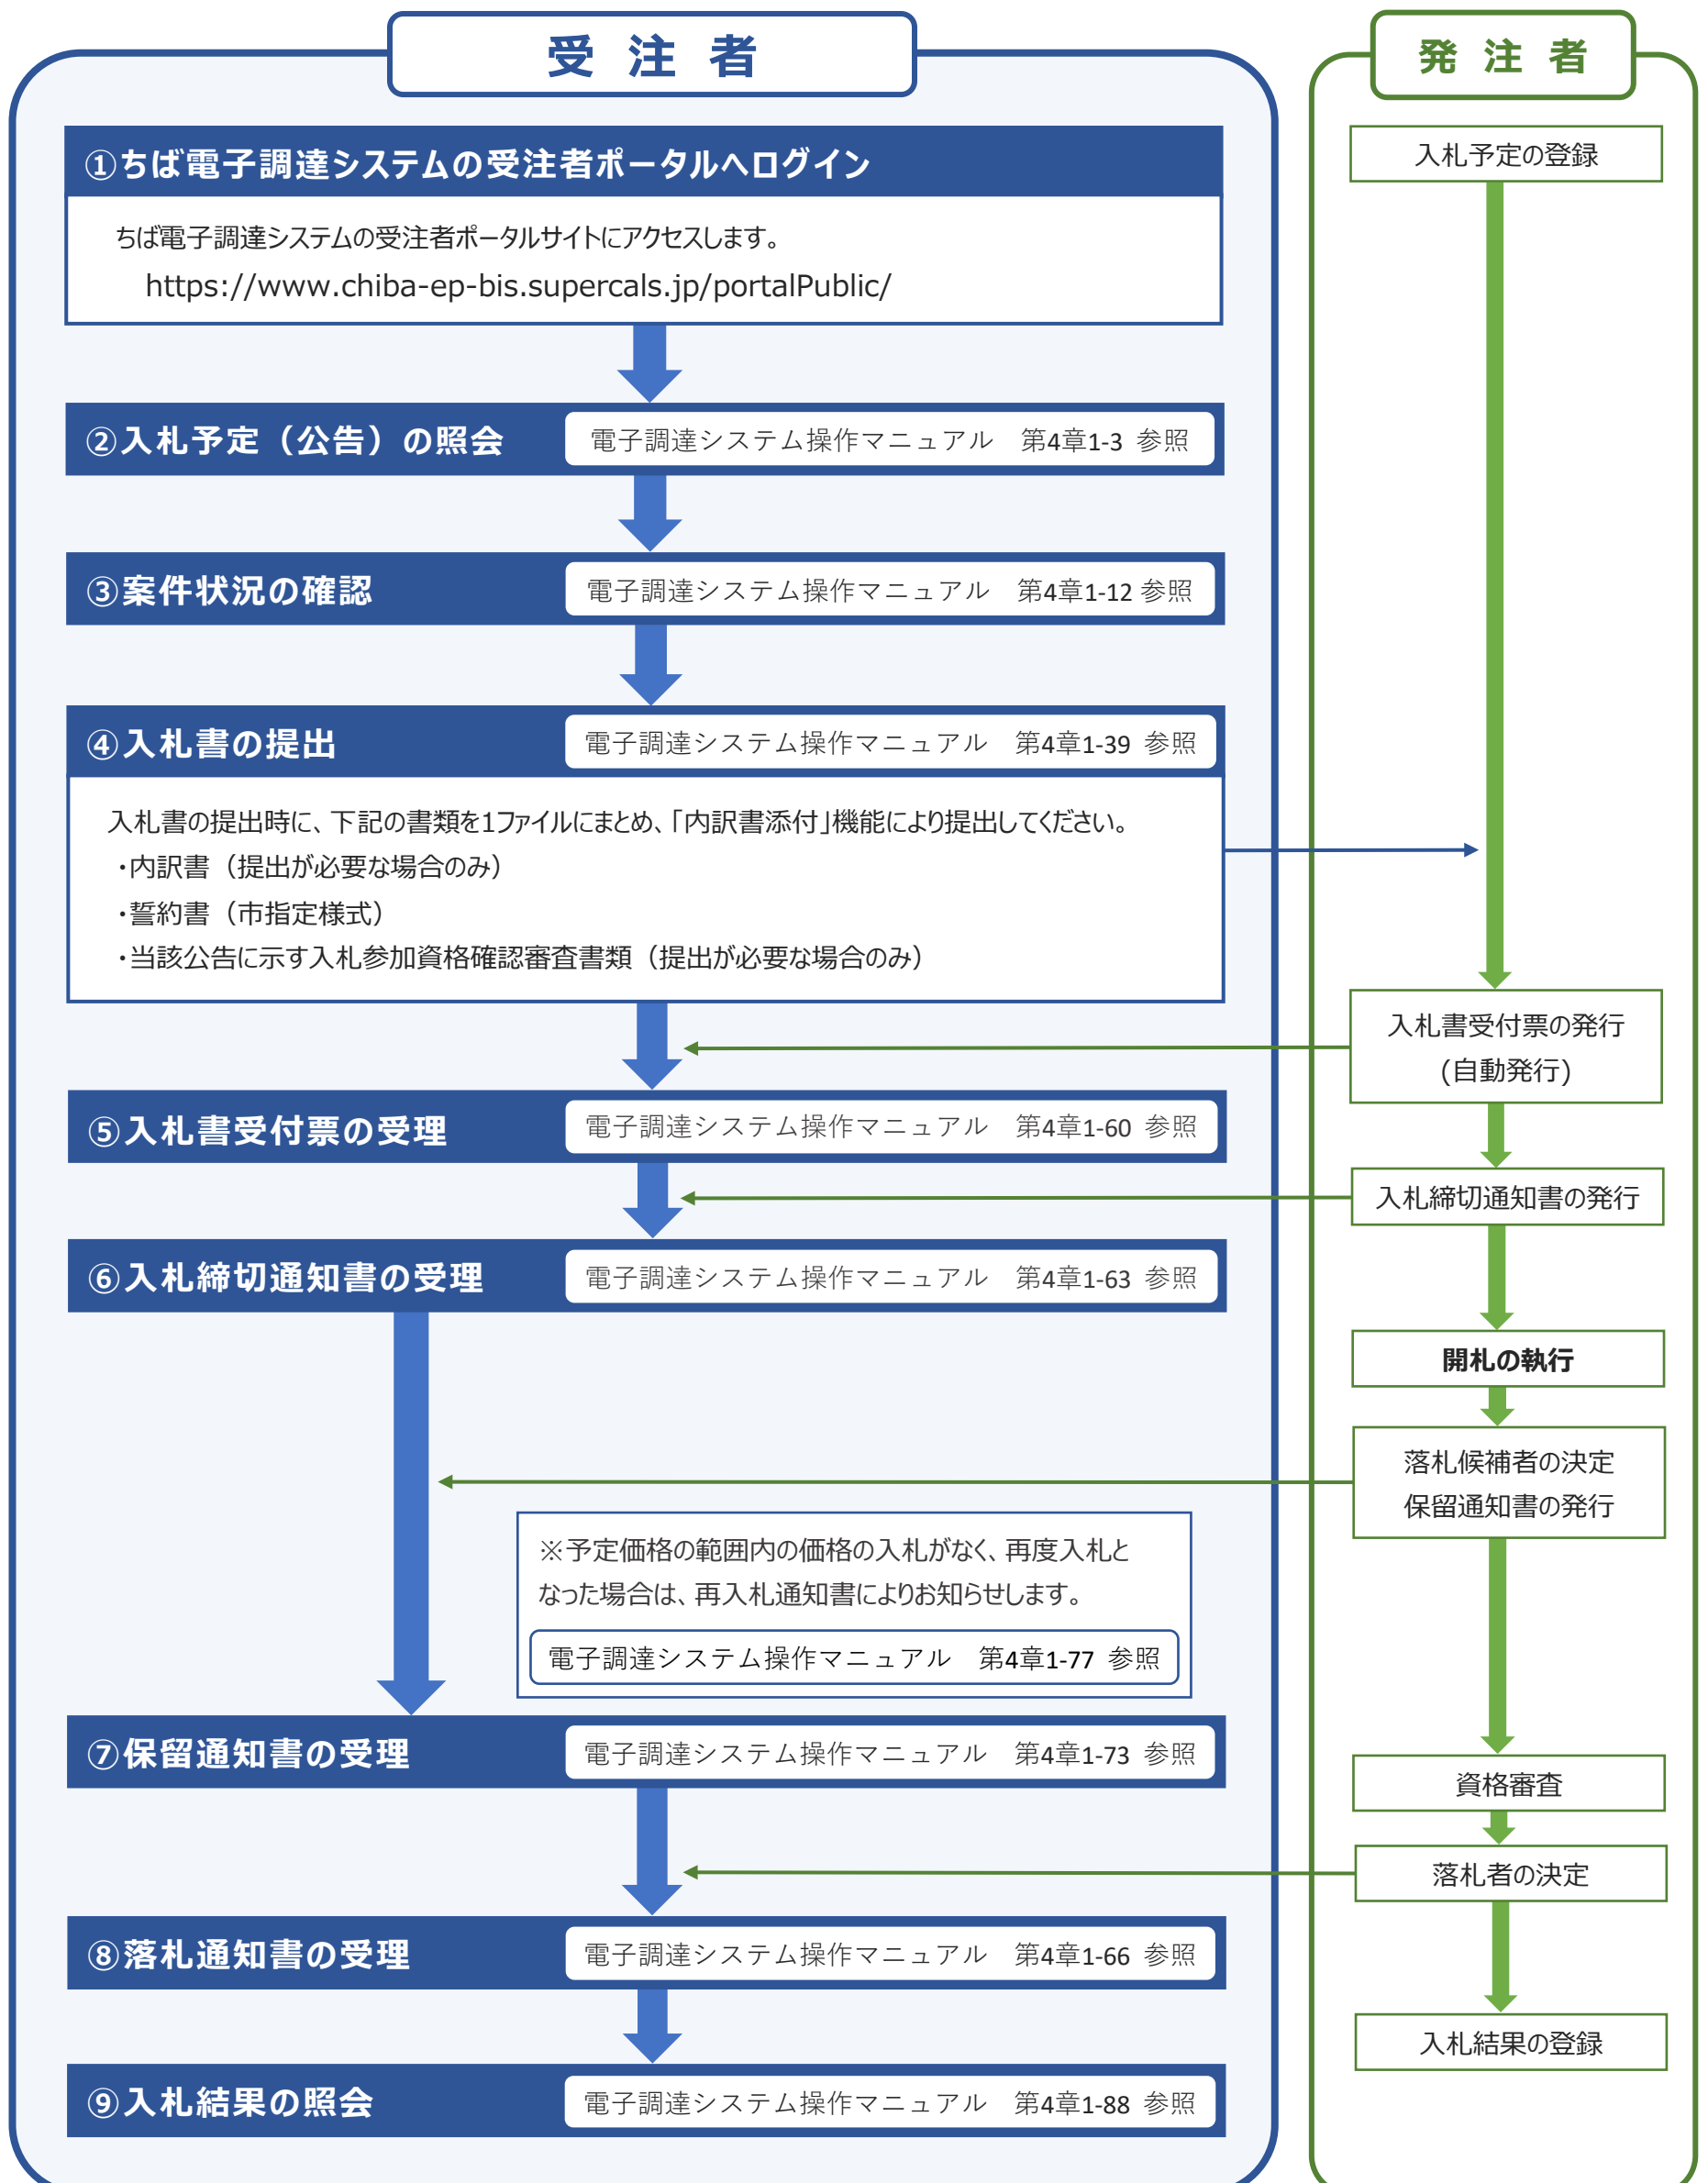 受 注 者
①ちば電子調達システムの受注者ポータルへログイン
ちば電子調達システムの受注者ポータルサイトにアクセスします。
https://www.chiba-ep-bis.supercals.jp/portalPublic/
②入札予定（公告）の照会
電子調達システム操作マニュアル　第4章1-3 参照
③案件状況の確認
電子調達システム操作マニュアル　第4章1-12 参照
④入札書の提出
電子調達システム操作マニュアル　第4章1-39 参照
入札書の提出時に、下記の書類を1ファイルにまとめ、「内訳書添付」機能により提出してください。
・内訳書（提出が必要な場合のみ）
・誓約書（市指定様式）
・当該公告に示す入札参加資格確認審査書類（提出が必要な場合のみ）
⑤入札書受付票の受理
電子調達システム操作マニュアル　第4章1-60 参照
⑥入札締切通知書の受理
電子調達システム操作マニュアル　第4章1-63 参照
※予定価格の範囲内の価格の入札がなく、再度入札と
なった場合は、再入札通知書によりお知らせします。
電子調達システム操作マニュアル　第4章1-77 参照
⑦保留通知書の受理
電子調達システム操作マニュアル　第4章1-73 参照
⑧落札通知書の受理
電子調達システム操作マニュアル　第4章1-66 参照
⑨入札結果の照会
電子調達システム操作マニュアル　第4章1-88 参照
発 注 者
入札予定の登録
入札書受付票の発行
(自動発行)
入札締切通知書の発行
開札の執行
落札候補者の決定
保留通知書の発行
資格審査
落札者の決定
入札結果の登録